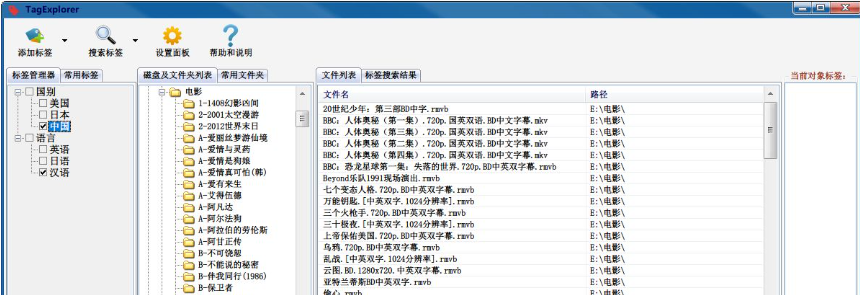 TagExplorer
添加标签
搜索标签
设置面板
帮助和说明
标签管理器 常用标签
国别
美国
日本
中国
语言
英语
日语
汉语
磁盘及文件夹列表 常用文件夹
电影
1-1408幻影凶间
2-2001太空漫游
2-2012世界末日
A-爱丽丝梦游仙境
A-爱情与灵药
A-爱情是狗娘
A-爱情真可怕(韩)
A-爱有来生
A-艾得伍德
A-阿凡达
A-阿尔法狗
A-阿拉伯的劳伦斯
A-阿甘正传
B-不可饶恕
B-不能说的秘密
B-伴我同行(1986)
B-保卫者
文件列表 标签搜索结果
文件名 路径
20世纪少年：第三部BD中字.rmvb E:\电影\
BBC：人体奥秘（第一集）.720p.国英双语.BD中文字幕.mkv E:\电影\
BBC：人体奥秘（第三集）.720p.国英双语.BD中文字幕.mkv E:\电影\
BBC：人体奥秘（第二集）.720p.国英双语.BD中文字幕.mkv E:\电影\
BBC：人体奥秘（第四集）.720p.国英双语.BD中文字幕.mkv E:\电影\
BBC：恐龙星球第一集：失落的世界.720p.BD中英双字幕.rmvb E:\电影\
Beyond乐队1991现场演出.rmvb E:\电影\
七个变态人格.720p.BD中英双字幕.rmvb E:\电影\
万能钥匙.[中英双字.1024分辨率].rmvb E:\电影\
三个火枪手.720p.BD中英双字幕.rmvb E:\电影\
三十极夜.[中英双字.1024分辨率].rmvb E:\电影\
上帝保佑美国.720p.BD中英双字幕.rmvb E:\电影\
乌鸦.720p.BD中英双字幕.rmvb E:\电影\
乱战.[中英双字.1024分辨率].rmvb E:\电影\
云图.BD.1280x720.中英双字幕.rmvb E:\电影\
亚特兰蒂斯BD中英双字.rmvb E:\电影\
偷心.rmvb E:\电影\
当前对象标签：